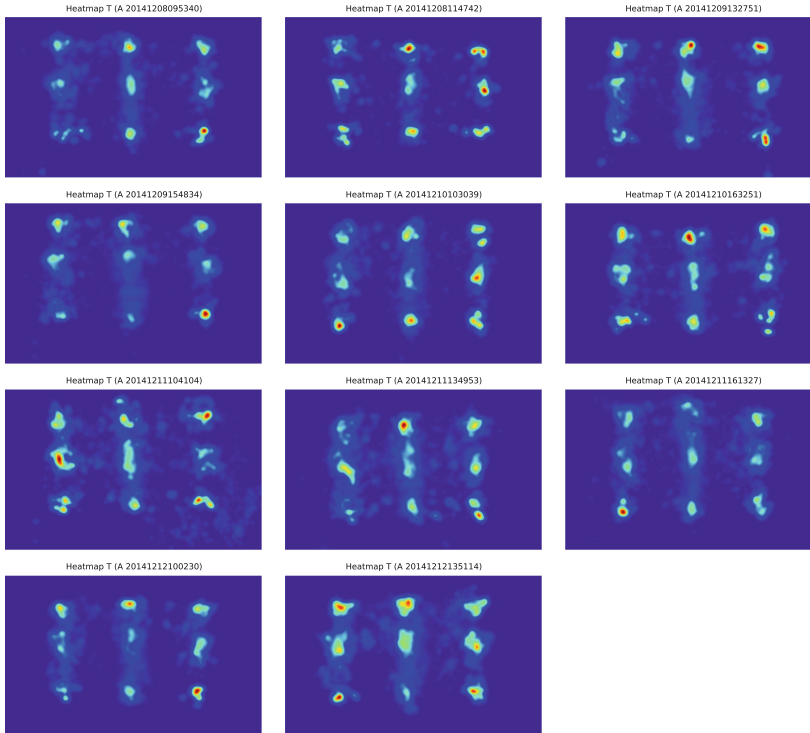 Heatmap T (A 20141208095340)
Heatmap T (A 20141208114742)
Heatmap T (A 20141209132751)
Heatmap T (A 20141209154834)
Heatmap T (A 20141210103039)
Heatmap T (A 20141210163251)
Heatmap T (A 20141211104104)
Heatmap T (A 20141211134953)
Heatmap T (A 20141211161327)
Heatmap T (A 20141212100230)
Heatmap T (A 20141212135114)